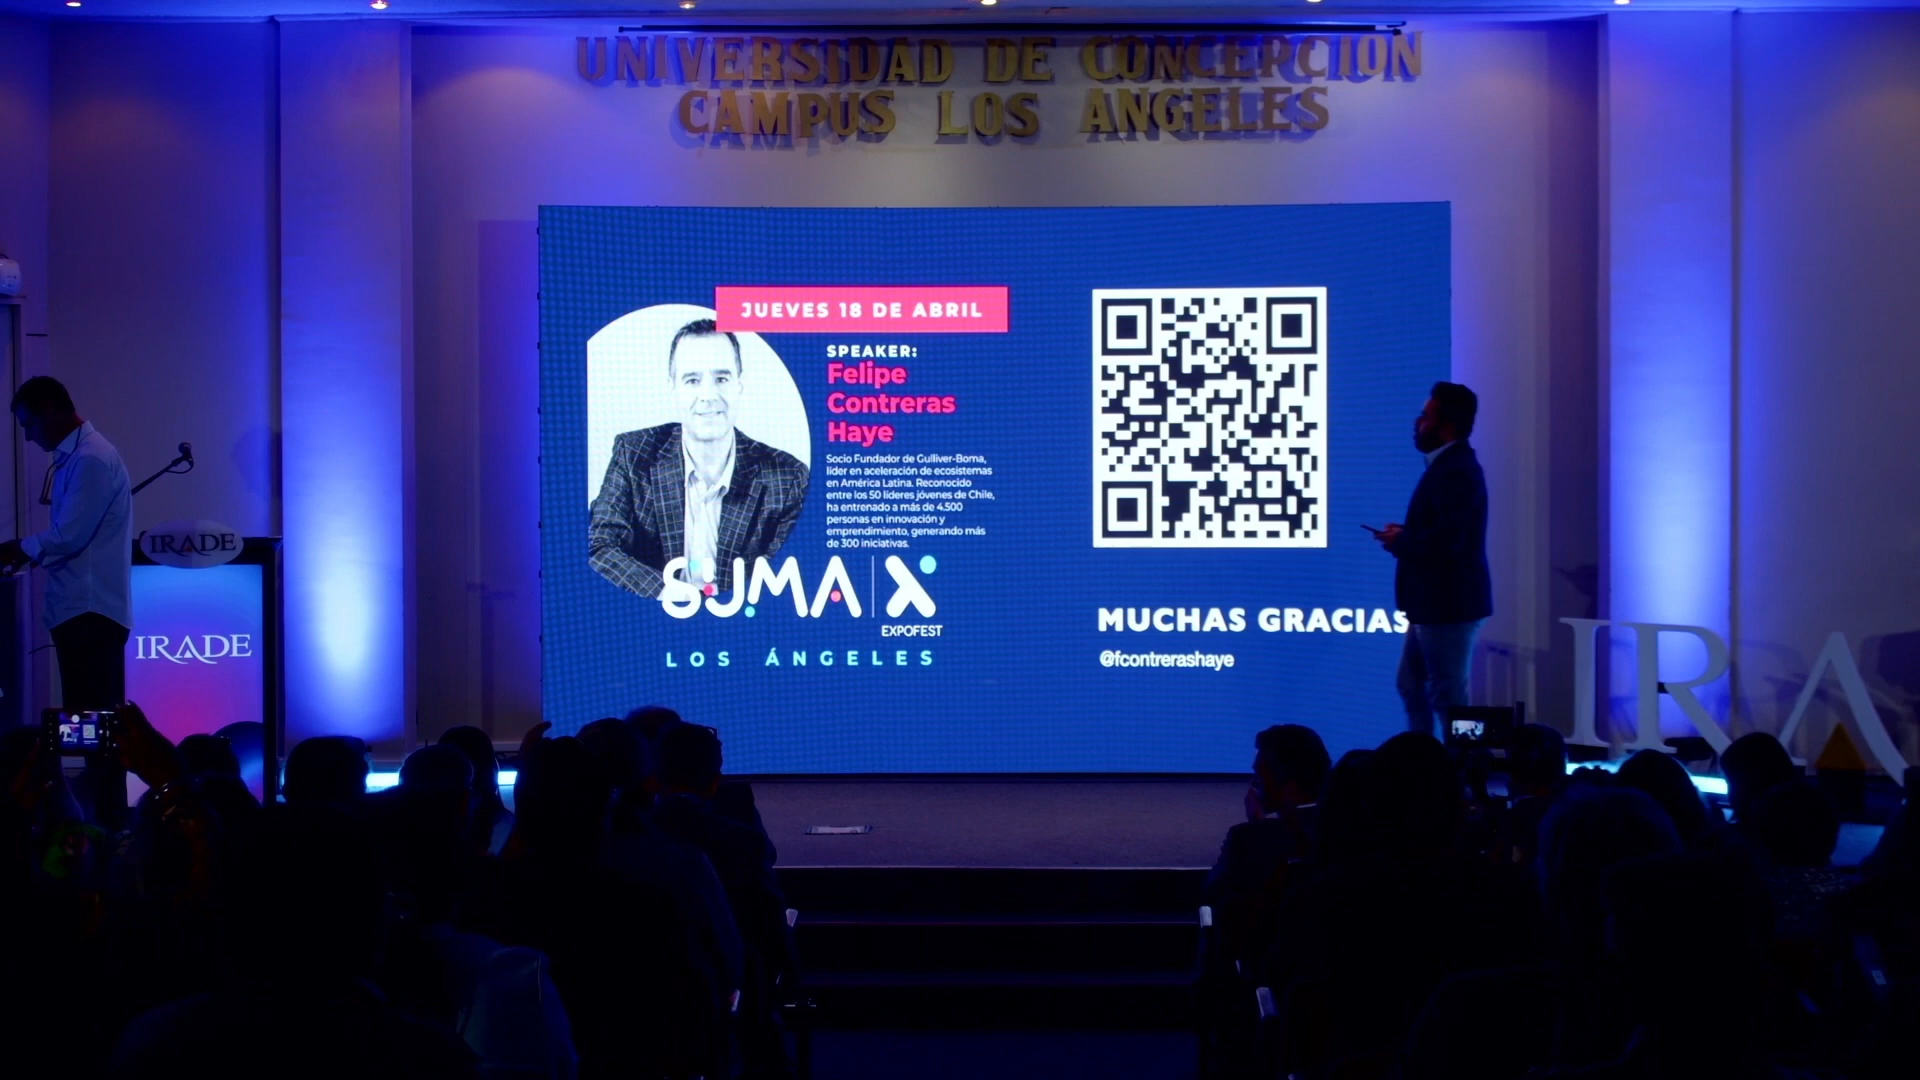 UNIVERSIDAD DE CONCEPCION
CAMPUS LOS ANGELES
JUEVES 18 DE ABRIL
SPEAKER:
Felipe
Contreras
Haye
Socio Fundador de Gulliver-Boma,
líder en aceleración de ecosistemas
en América Latina. Reconocido
entre los 50 líderes jóvenes de Chile,
ha entrenado a más de 4.500
personas en innovación y
emprendimiento, generando más
de 300 iniciativas.
SUMA X
EXPOFEST
LOS ÁNGELES
MUCHAS GRACIAS
@fcontrerashaye
IRADE
IRADE
IRA